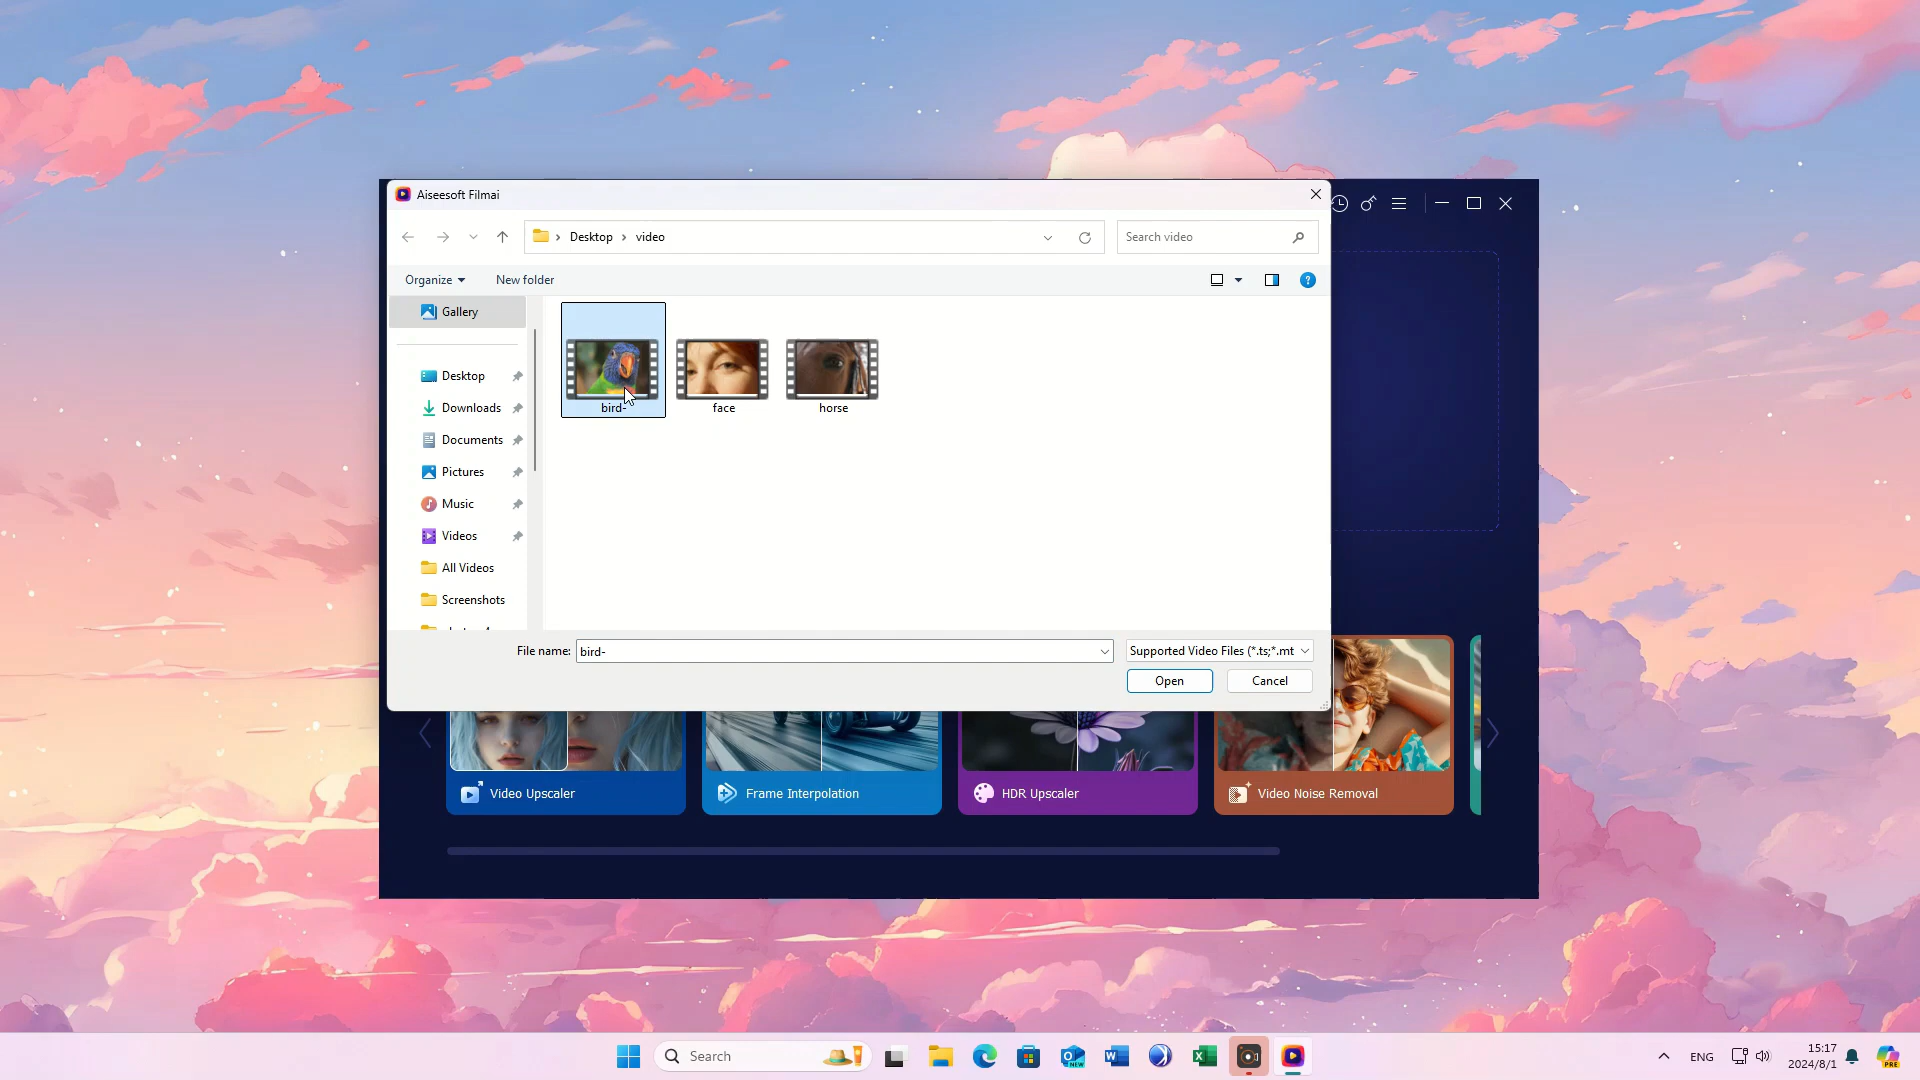 Aiseesoft Filmai
Desktop
video
Search video
Organize
New folder
Gallery
Desktop
Downloads
Documents
Pictures
Music
Videos
All Videos
Screenshots
bird-
face
horse
File name:
bird-
Supported Video Files (*.ts;*.mt
Open
Cancel
Video Upscaler
Frame Interpolation
HDR Upscaler
Video Noise Removal
Search
NEW
ENG
15:17
2024/8/1
PRE